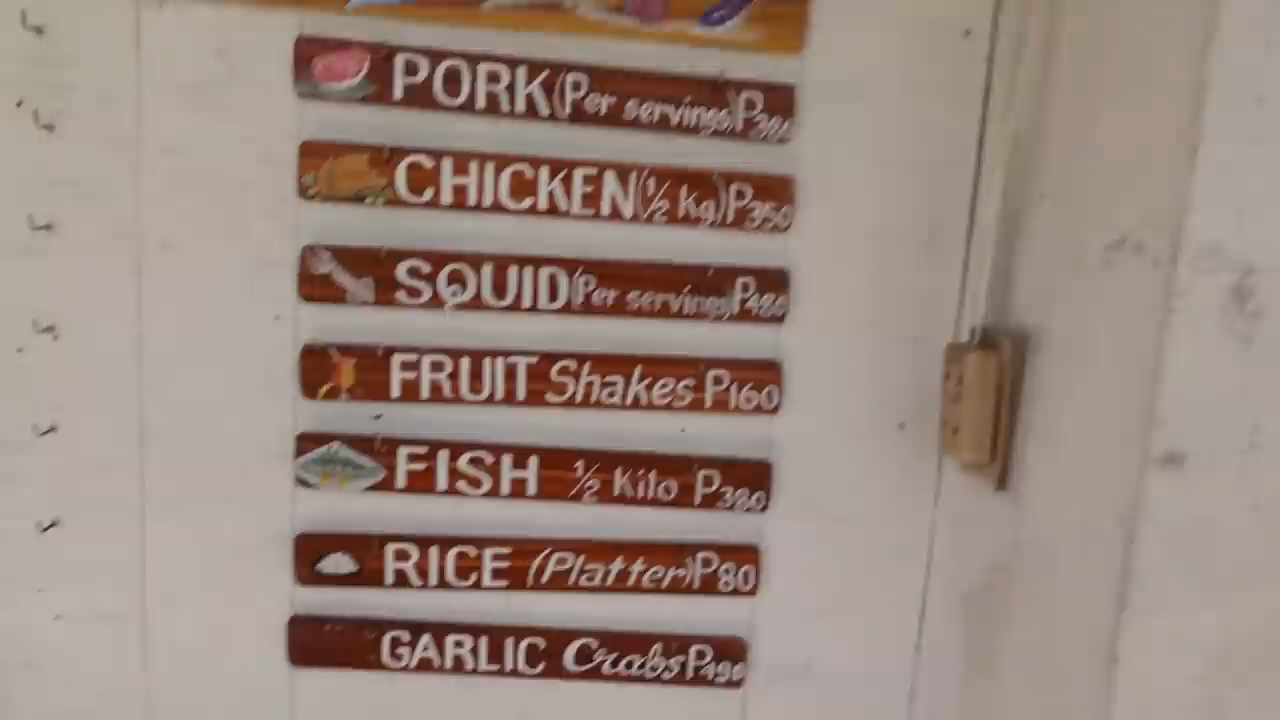 PORK (Per serving)
CHICKEN (½ Kg) P350
SQUID (Per serving) P480
FRUIT Shakes P160
FISH ½ Kilo P380
RICE (Platter) P80
GARLIC Crabs P490